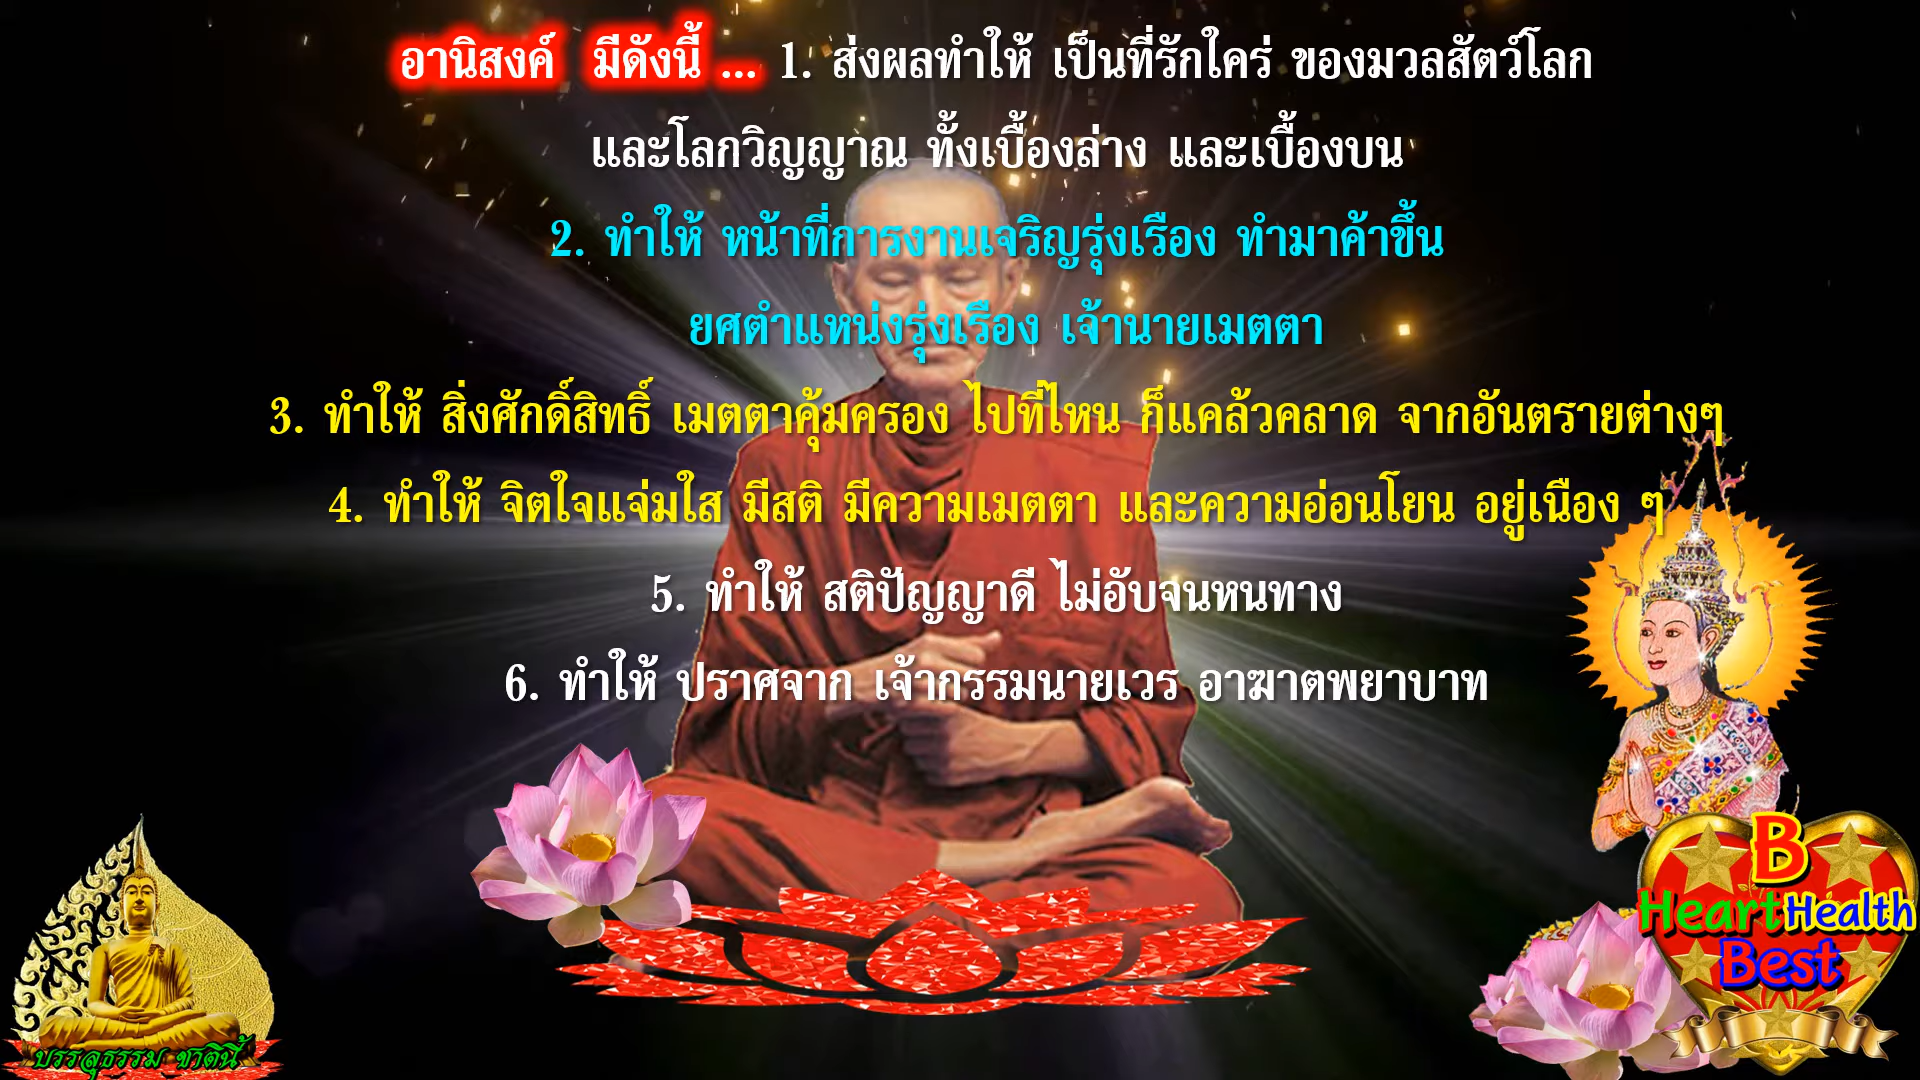 อานิสงค์ มีดังนี้ ... 1. ส่งผลทำให้ เป็นที่รักใคร่ ของมวลสัตว์โลก
และโลกวิญญาณ ทั้งเบื้องล่าง และเบื้องบน
2. ทำให้ หน้าที่การงานเจริญรุ่งเรือง ทำมาค้าขึ้น
ยศตำแหน่งรุ่งเรือง เจ้านายเมตตา
3. ทำให้ สิ่งศักดิ์สิทธิ์ เมตตาคุ้มครอง ไปที่ไหน ก็แคล้วคลาด จากอันตรายต่างๆ
4. ทำให้ จิตใจแจ่มใส มีสติ มีความเมตตา และความอ่อนโยน อยู่เนือง ๆ
5. ทำให้ สติปัญญาดี ไม่อับจนหนทาง
6. ทำให้ ปราศจาก เจ้ากรรมนายเวร อาฆาตพยาบาท
B
Heart Health
Best
บรรลุธรรม ชาตินี้